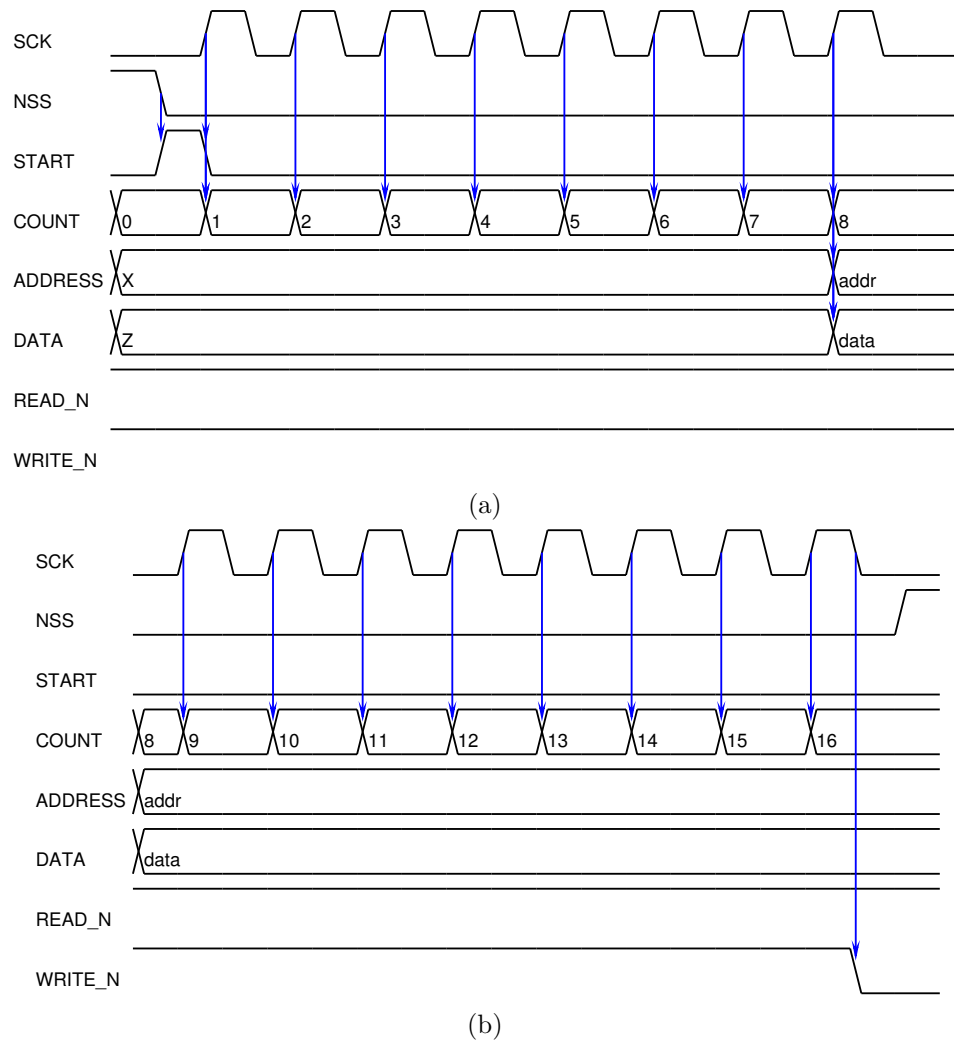 SCK
NSS
START
COUNT 0 1 2 3 4 5 6 7 8
ADDRESS X addr
DATA Z data
READ_N
WRITE_N
(a)
SCK
NSS
START
COUNT 8 9 10 11 12 13 14 15 16
ADDRESS addr
DATA data
READ_N
WRITE_N
(b)